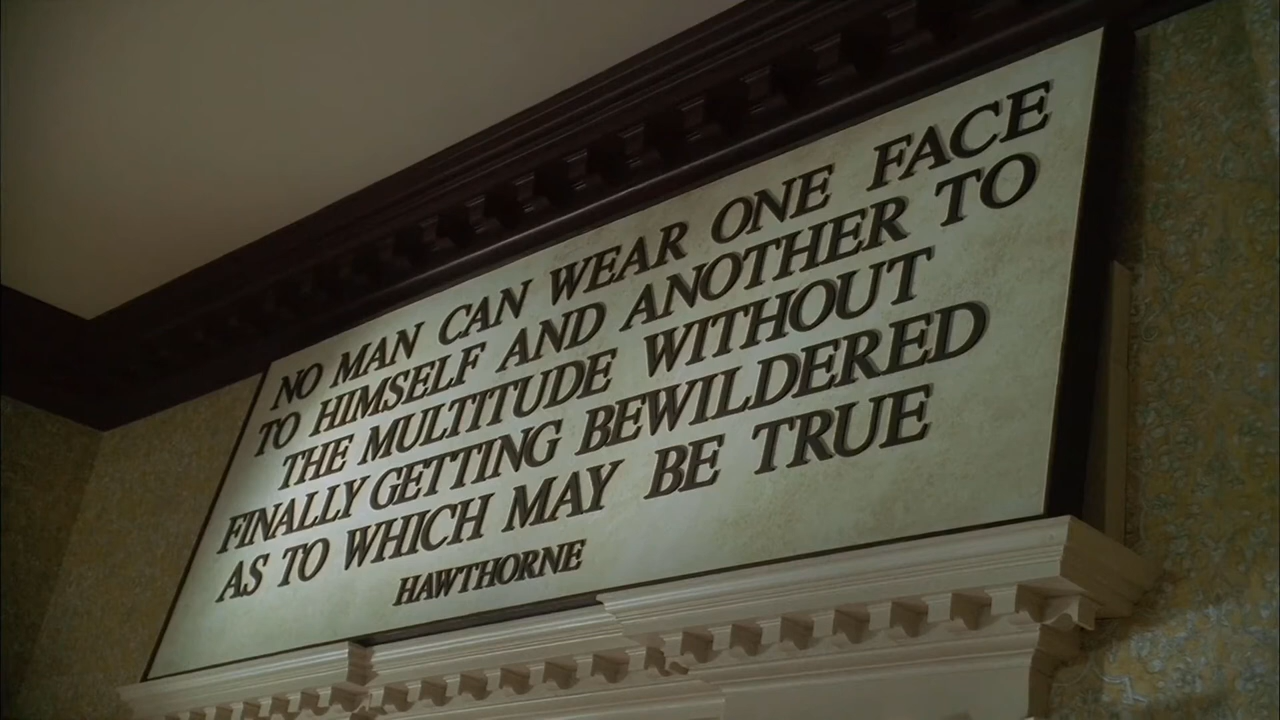 NO MAN CAN WEAR ONE FACE
TO HIMSELF AND ANOTHER TO
THE MULTITUDE WITHOUT
FINALLY GETTING BEWILDERED
AS TO WHICH MAY BE TRUE
HAWTHORNE